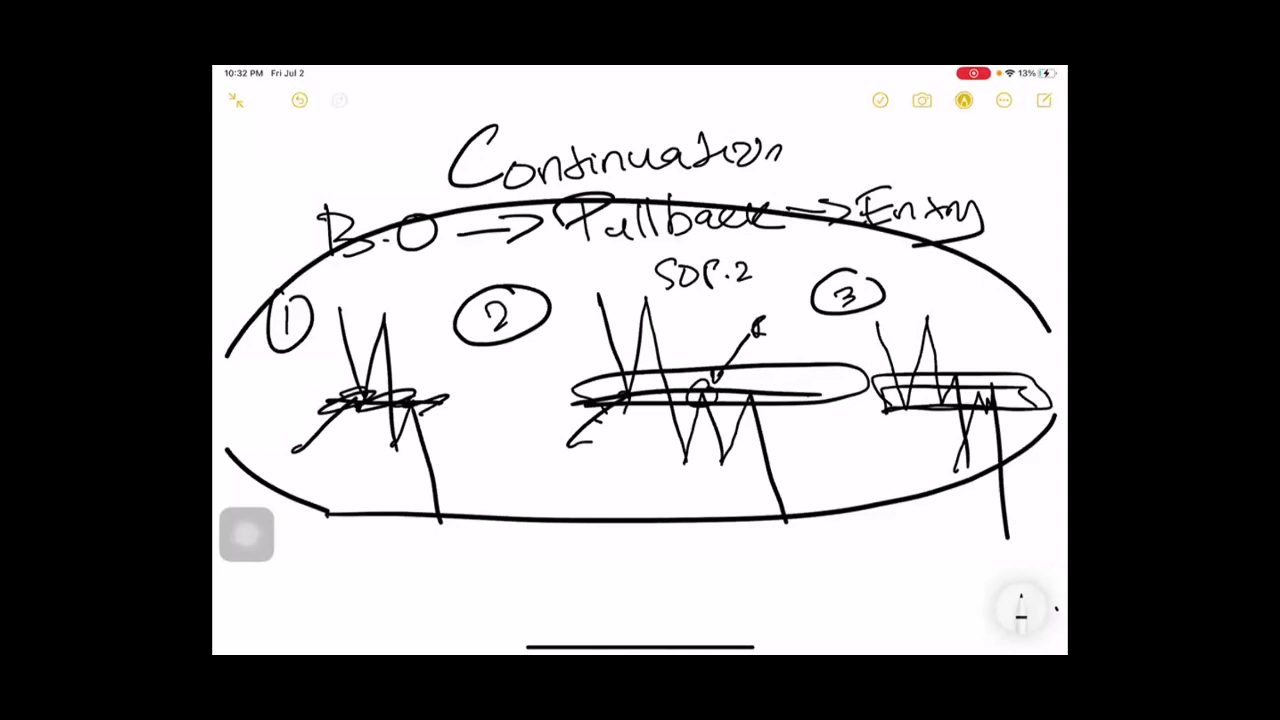 10:32 PM Fri Jul 2
13%
Continuation
B.O → Pullback → Entry
SOP.2
1 2 3